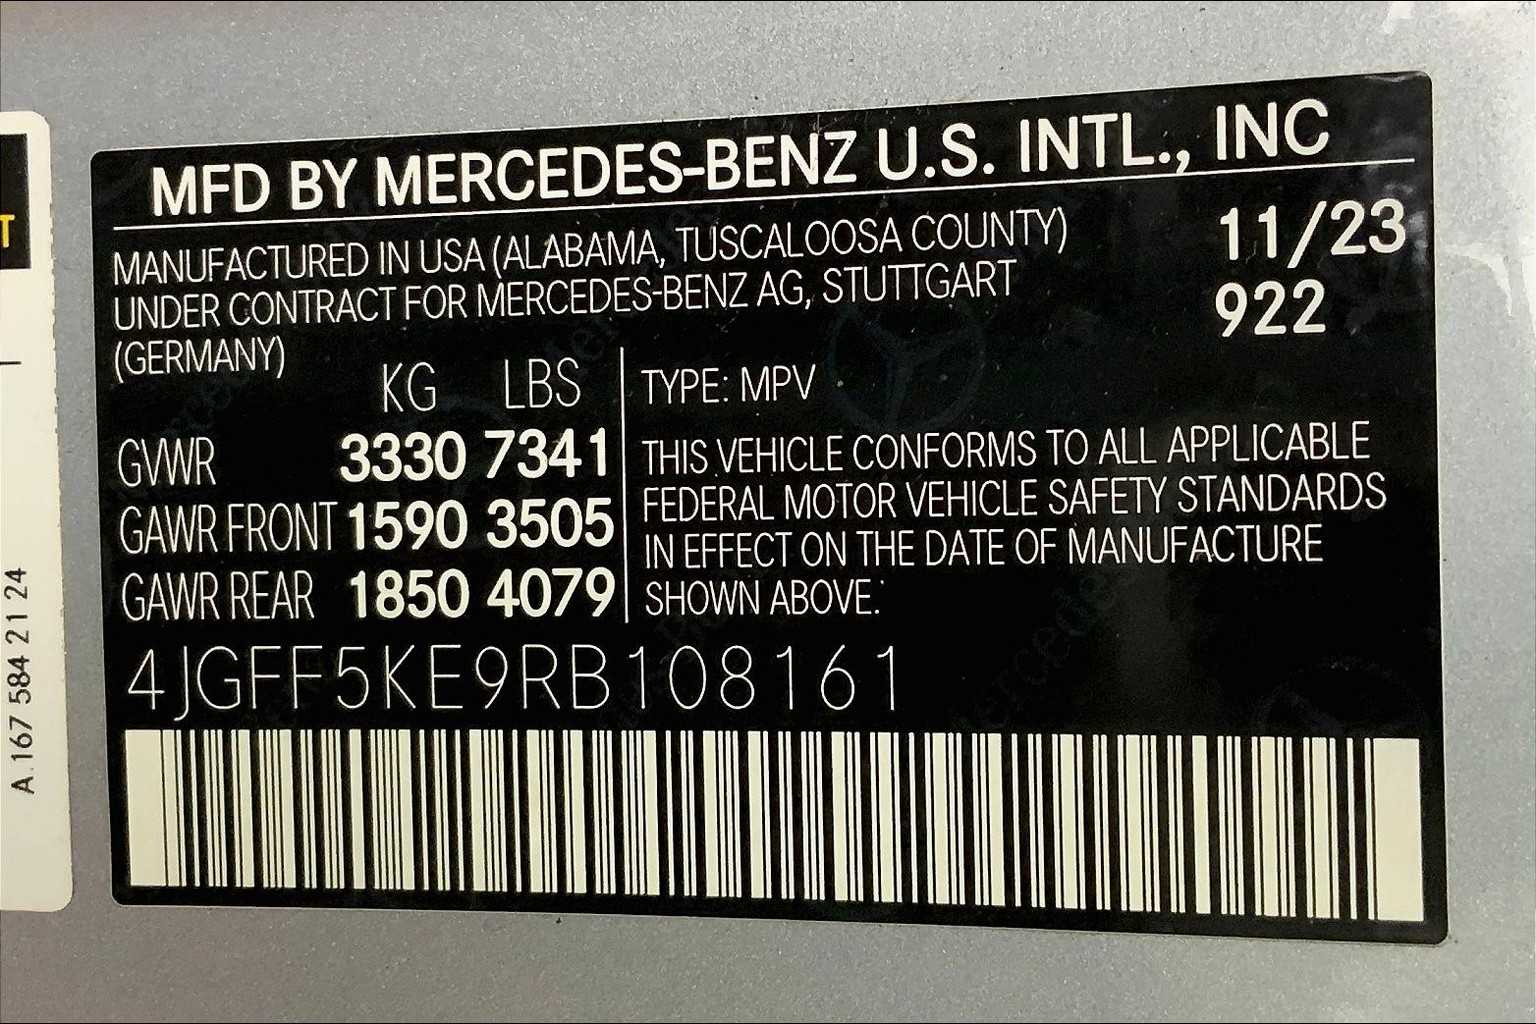 MFD BY MERCEDES-BENZ U.S. INTL., INC
MANUFACTURED IN USA (ALABAMA, TUSCALOOSA COUNTY)
UNDER CONTRACT FOR MERCEDES-BENZ AG, STUTTGART
(GERMANY)
11/23
922
KG LBS
GVWR 3330 7341
GAWR FRONT 1590 3505
GAWR REAR 1850 4079
TYPE: MPV
THIS VEHICLE CONFORMS TO ALL APPLICABLE
FEDERAL MOTOR VEHICLE SAFETY STANDARDS
IN EFFECT ON THE DATE OF MANUFACTURE
SHOWN ABOVE.
4JGFF5KE9RB108161
T
A 167 584 21 24